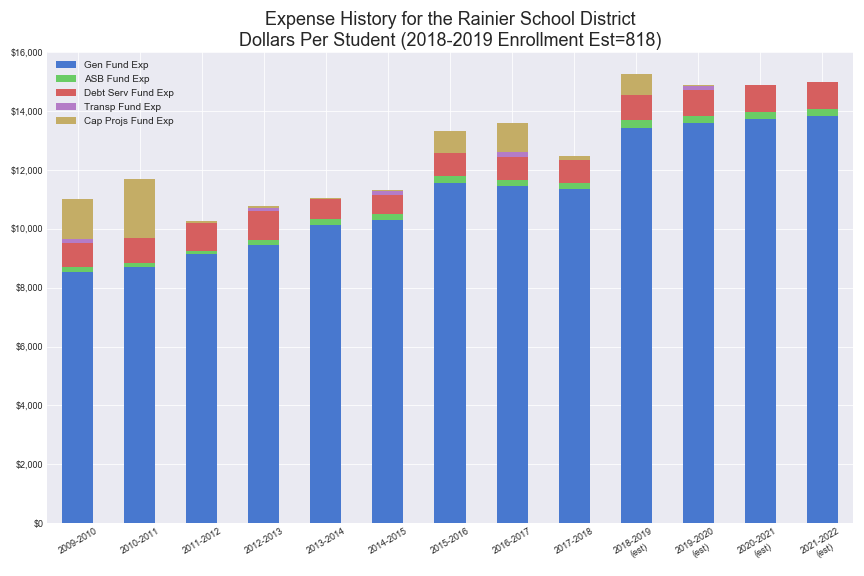 Expense History for the Rainier School District
Dollars Per Student (2018-2019 Enrollment Est=818)
$16,000
$14,000
$12,000
$10,000
$8,000
$6,000
$4,000
$2,000
$0
Gen Fund Exp
ASB Fund Exp
Debt Serv Fund Exp
Transp Fund Exp
Cap Projs Fund Exp
2009-2010
2010-2011
2011-2012
2012-2013
2013-2014
2014-2015
2015-2016
2016-2017
2017-2018
2018-2019
(est)
2019-2020
(est)
2020-2021
(est)
2021-2022
(est)